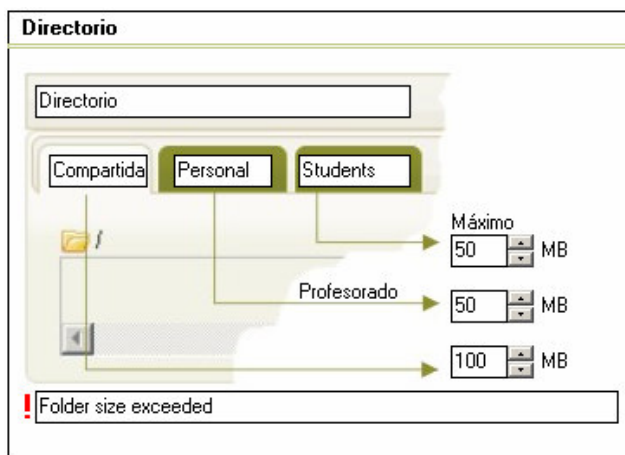 Directorio
Directorio
Compartida Personal Students
/
Máximo
50 MB
Profesorado 50 MB
100 MB
! Folder size exceeded